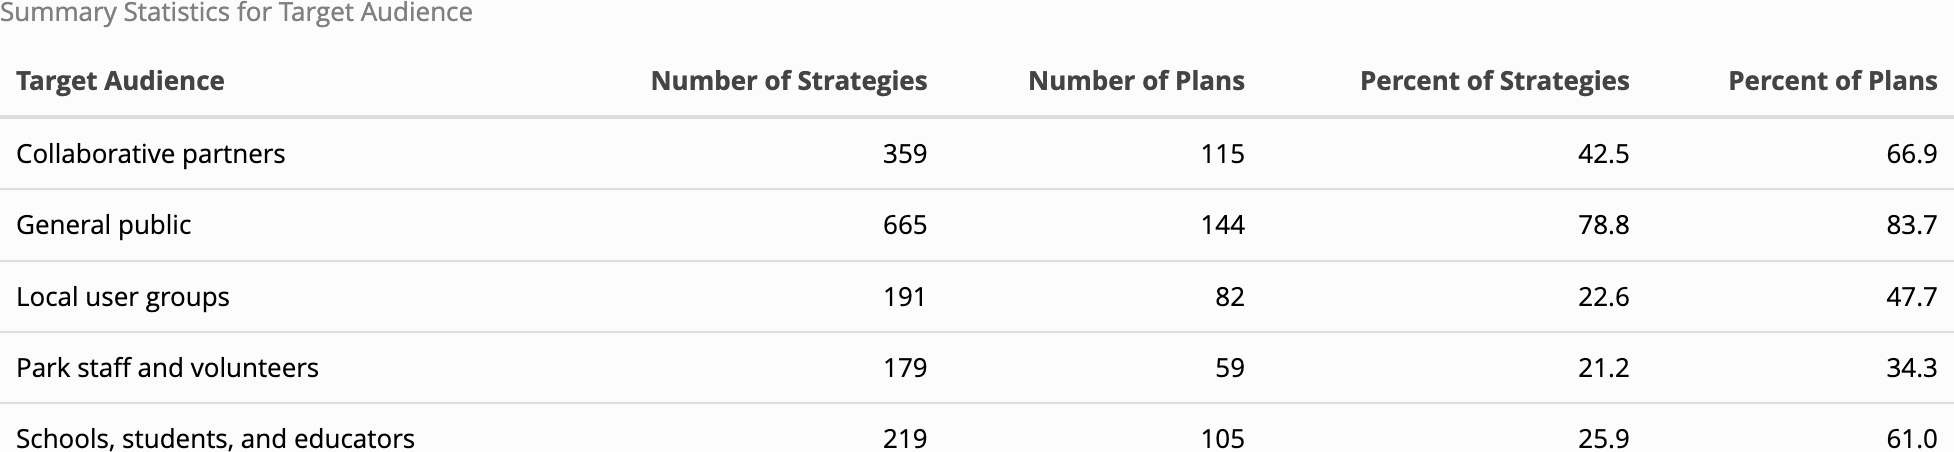 Summary Statistics for Target Audience
Target Audience Number of Strategies Number of Plans Percent of Strategies Percent of Plans
Collaborative partners 359 115 42.5 66.9
General public 665 144 78.8 83.7
Local user groups 191 82 22.6 47.7
Park staff and volunteers 179 59 21.2 34.3
Schools, students, and educators 219 105 25.9 61.0